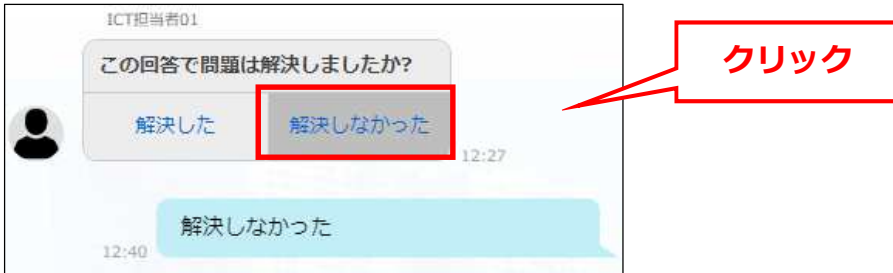 ICT担当者01
この回答で問題は解決しましたか?
クリック
解決した 解決しなかった
12:27
解決しなかった
12:40